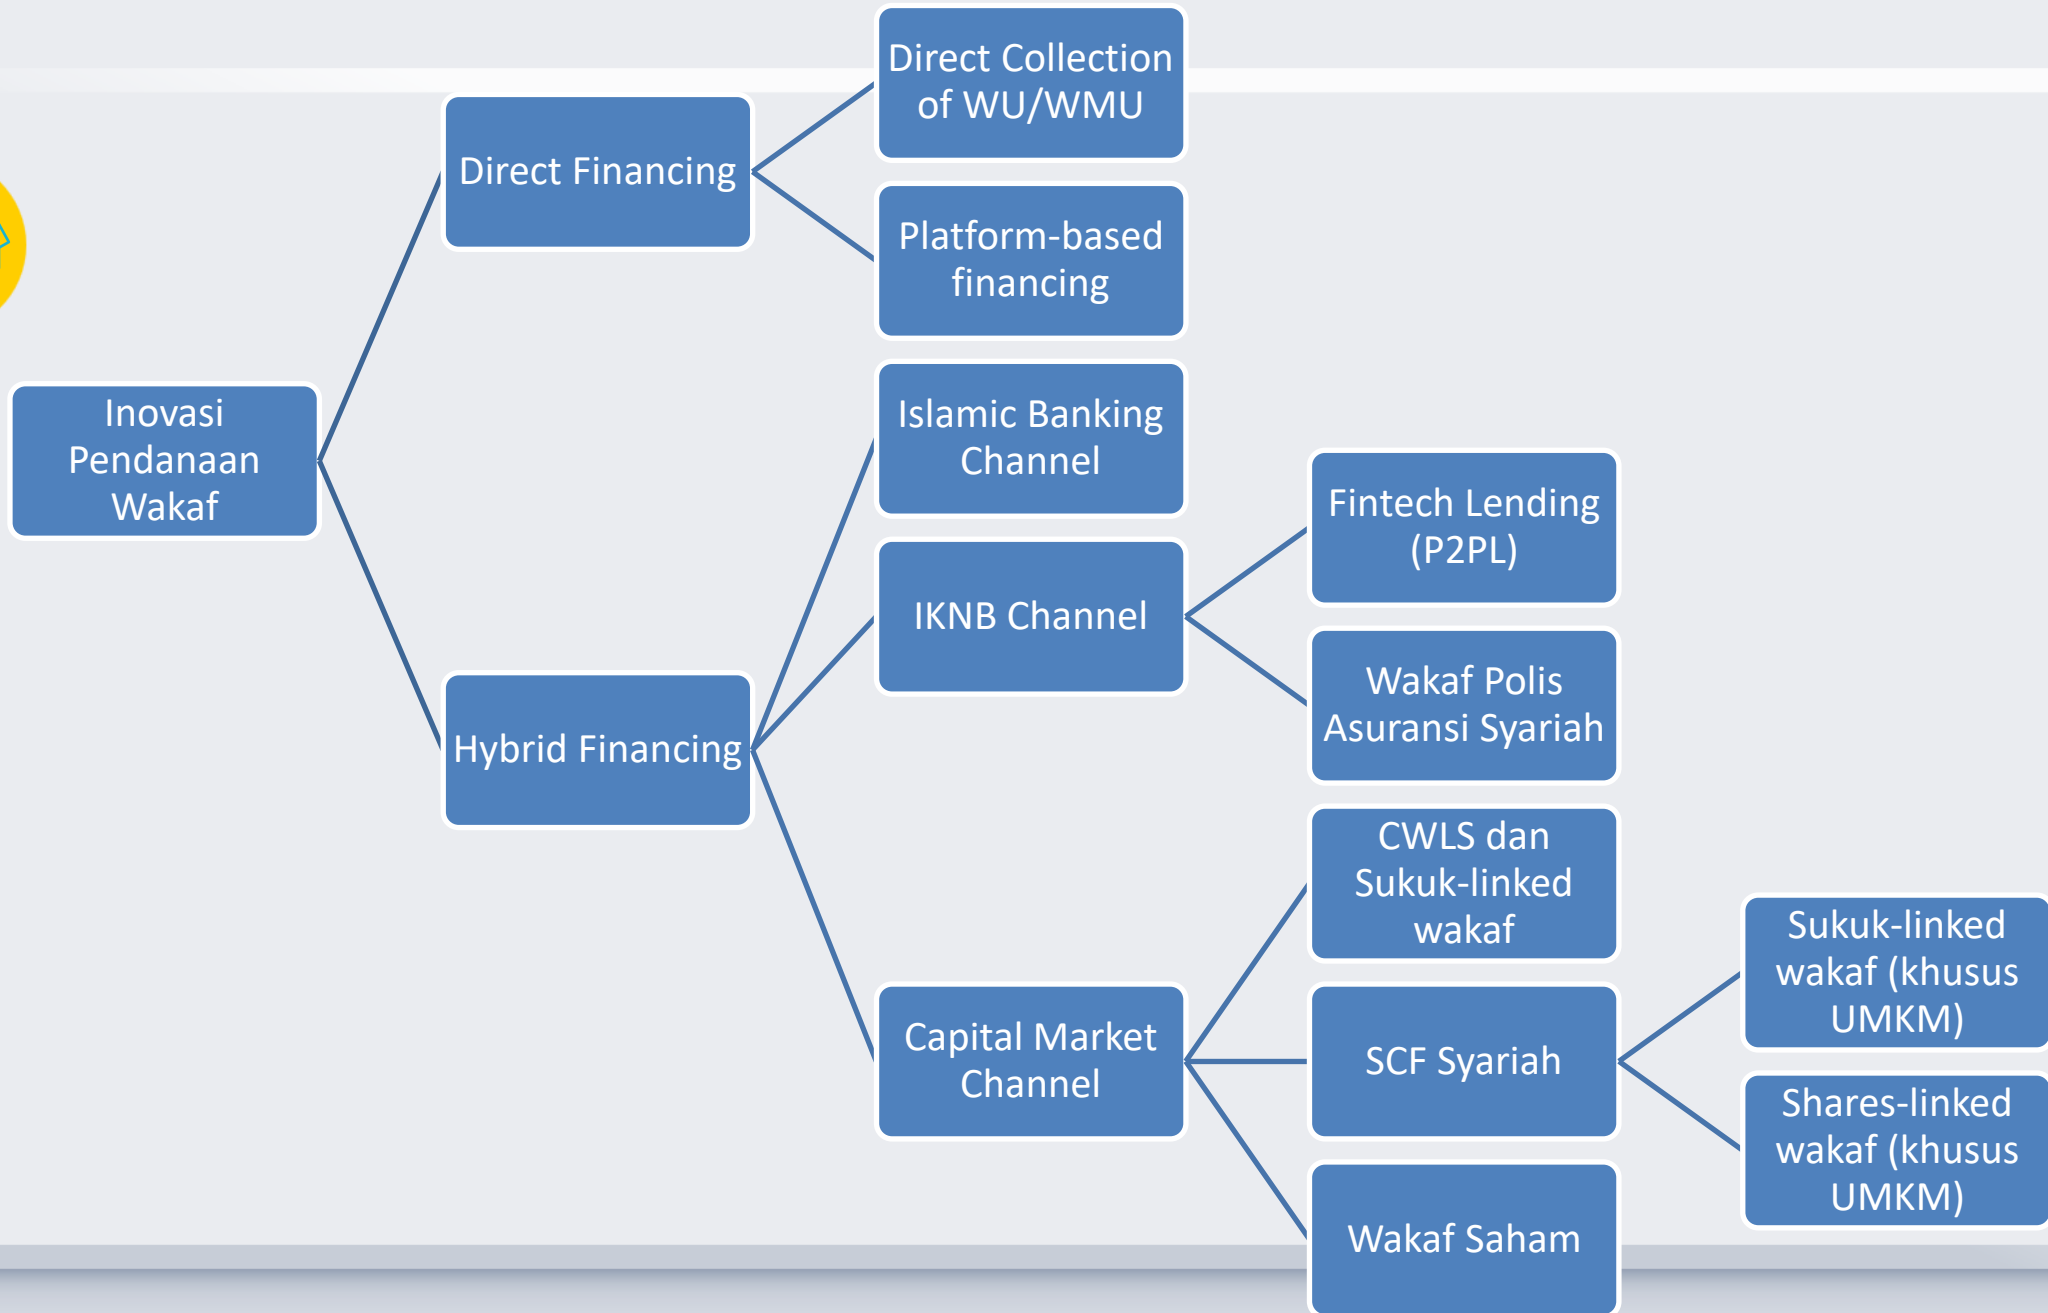 Inovasi
Pendanaan
Wakaf
Direct Financing
Direct Collection
of WU/WMU
Platform-based
financing
Hybrid Financing
Islamic Banking
Channel
IKNB Channel
Fintech Lending
(P2PL)
Wakaf Polis
Asuransi Syariah
Capital Market
Channel
CWLS dan
Sukuk-linked
wakaf
SCF Syariah
Sukuk-linked
wakaf (khusus
UMKM)
Shares-linked
wakaf (khusus
UMKM)
Wakaf Saham